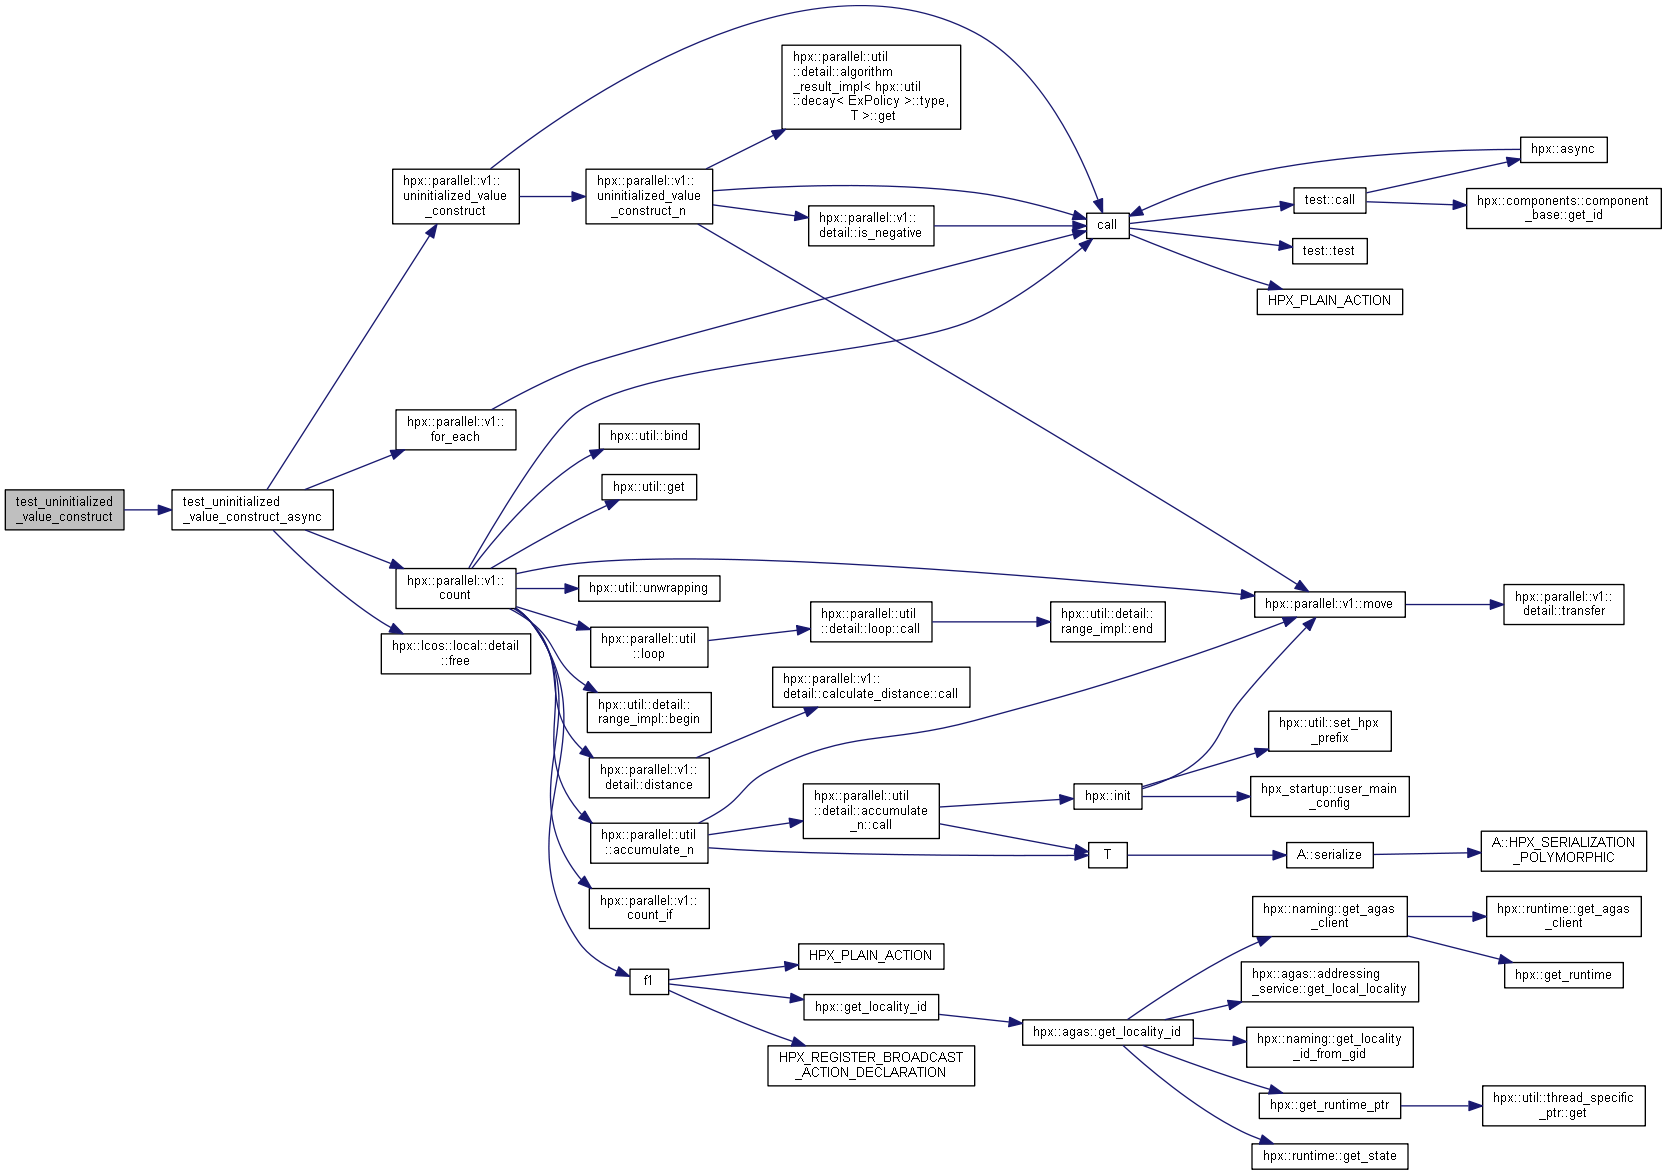 test_uninitialized
_value_construct
test_uninitialized
_value_construct_async
hpx::parallel::v1::
uninitialized_value
_construct
hpx::parallel::v1::
for_each
hpx::parallel::v1::
count
hpx::lcos::local::detail
::free
hpx::parallel::v1::
uninitialized_value
_construct_n
hpx::util::bind
hpx::util::get
hpx::util::unwrapping
hpx::parallel::util
::loop
hpx::util::detail::
range_impl::begin
hpx::parallel::v1::
detail::distance
hpx::parallel::util
::accumulate_n
hpx::parallel::v1::
count_if
f1
hpx::parallel::util
::detail::algorithm
_result_impl< hpx::util
::decay< ExPolicy >::type,
T >::get
hpx::parallel::v1::
detail::is_negative
hpx::parallel::util
::detail::loop::call
hpx::parallel::v1::
detail::calculate_distance::call
hpx::parallel::util
::detail::accumulate
_n::call
HPX_PLAIN_ACTION
hpx::get_locality_id
HPX_REGISTER_BROADCAST
_ACTION_DECLARATION
call
hpx::util::detail::
range_impl::end
hpx::init
T
hpx::agas::get_locality_id
test::call
test::test
HPX_PLAIN_ACTION
hpx::parallel::v1::move
hpx::util::set_hpx
_prefix
hpx_startup::user_main
_config
A::serialize
hpx::naming::get_agas
_client
hpx::agas::addressing
_service::get_local_locality
hpx::naming::get_locality
_id_from_gid
hpx::get_runtime_ptr
hpx::runtime::get_state
hpx::async
hpx::components::component
_base::get_id
hpx::parallel::v1::
detail::transfer
A::HPX_SERIALIZATION
_POLYMORPHIC
hpx::runtime::get_agas
_client
hpx::get_runtime
hpx::util::thread_specific
_ptr::get